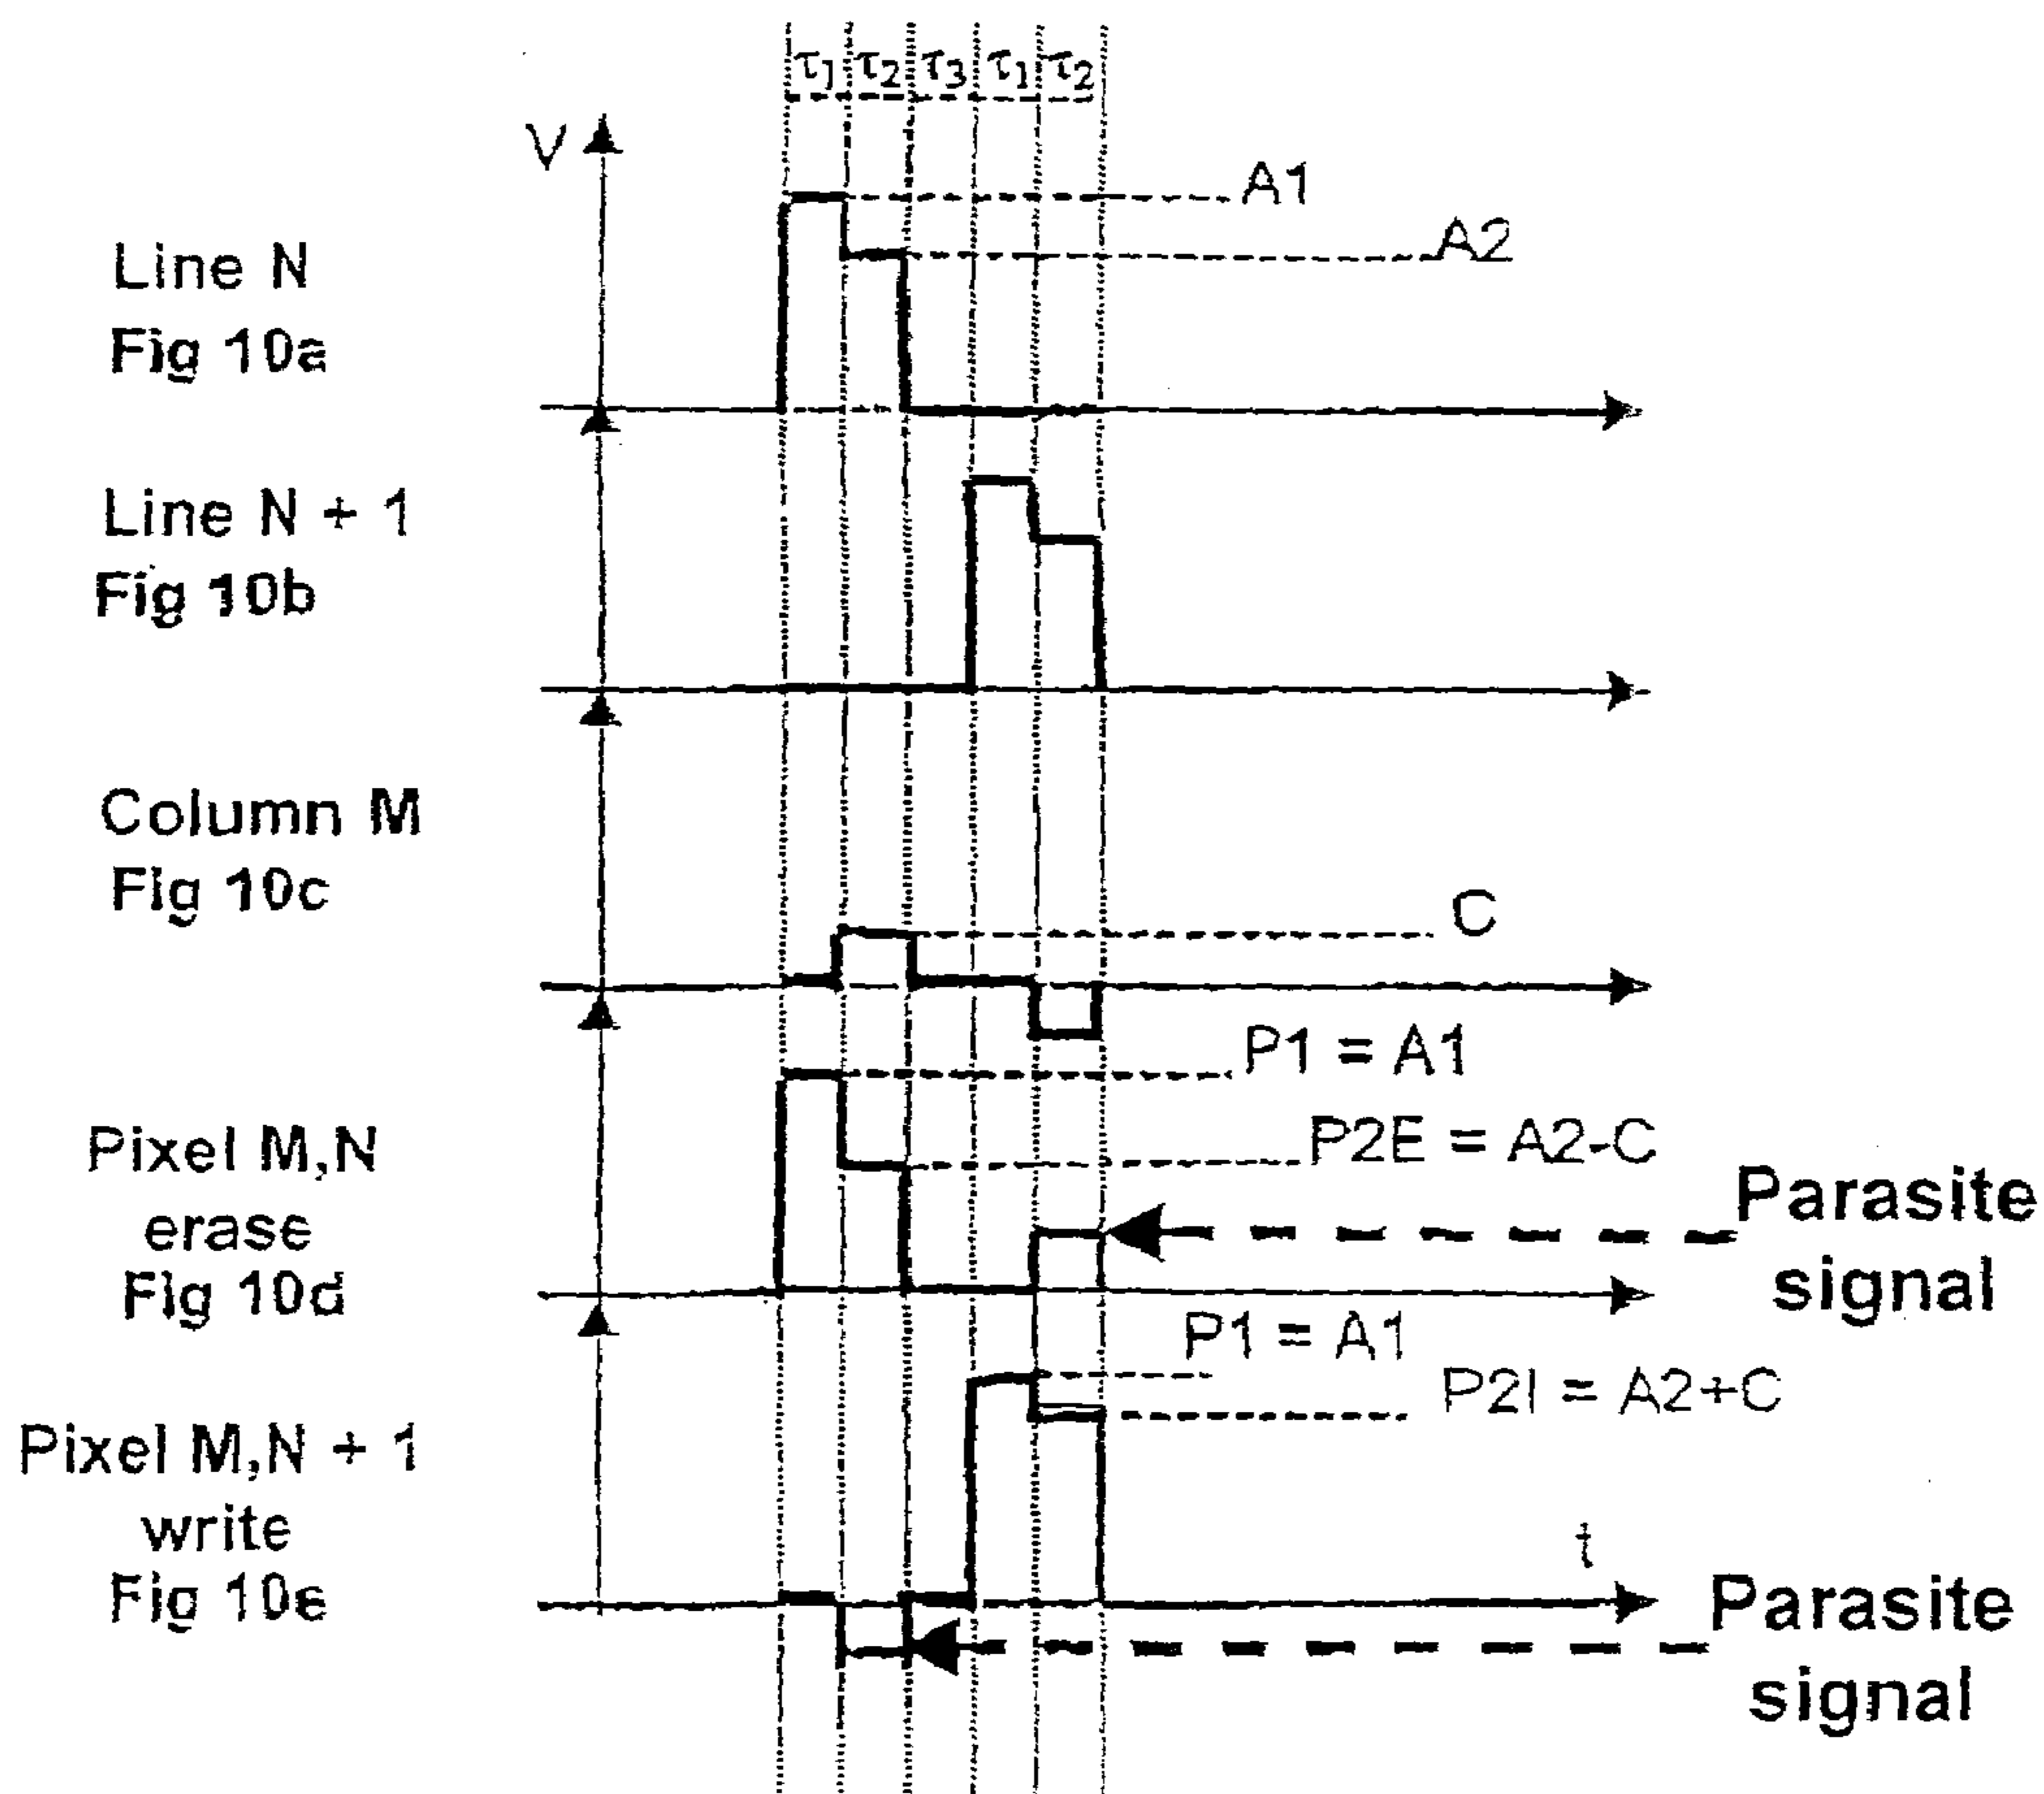 τ1 τ2 τ3 τ1 τ2
V
A1
A2
Line N
Fig 10a
Line N + 1
Fig 10b
Column M
Fig 10c
C
P1 = A1
P2E = A2-C
Pixel M,N
erase
Fig 10d
Parasite
signal
P1 = A1
P2I = A2+C
Pixel M,N + 1
write
Fig 10e
t
Parasite
signal